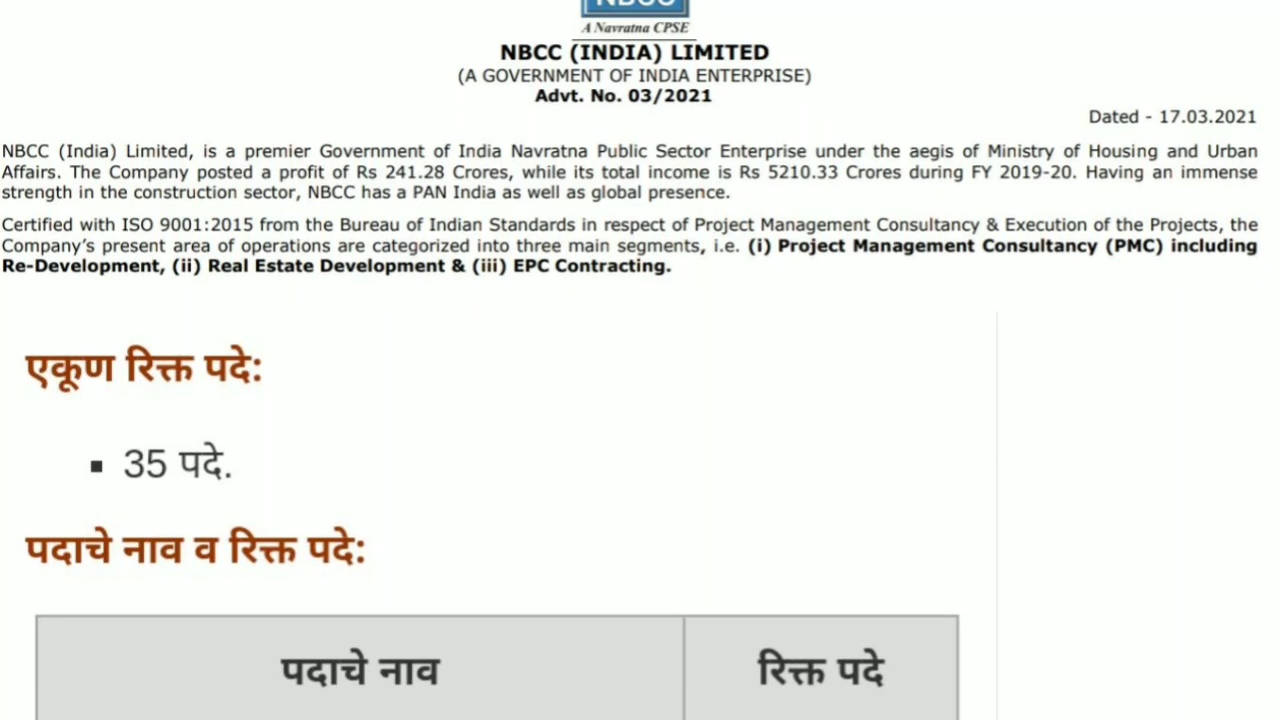 NBCC
A Navratna CPSE
NBCC (INDIA) LIMITED
(A GOVERNMENT OF INDIA ENTERPRISE)
Advt. No. 03/2021
Dated - 17.03.2021
NBCC (India) Limited, is a premier Government of India Navratna Public Sector Enterprise under the aegis of Ministry of Housing and Urban
Affairs. The Company posted a profit of Rs 241.28 Crores, while its total income is Rs 5210.33 Crores during FY 2019-20. Having an immense
strength in the construction sector, NBCC has a PAN India as well as global presence.
Certified with ISO 9001:2015 from the Bureau of Indian Standards in respect of Project Management Consultancy & Execution of the Projects, the
Company's present area of operations are categorized into three main segments, i.e. (i) Project Management Consultancy (PMC) including
Re-Development, (ii) Real Estate Development & (iii) EPC Contracting.
एकूण रिक्त पदे:
▪ 35 पदे.
पदाचे नाव व रिक्त पदे:
पदाचे नाव रिक्त पदे